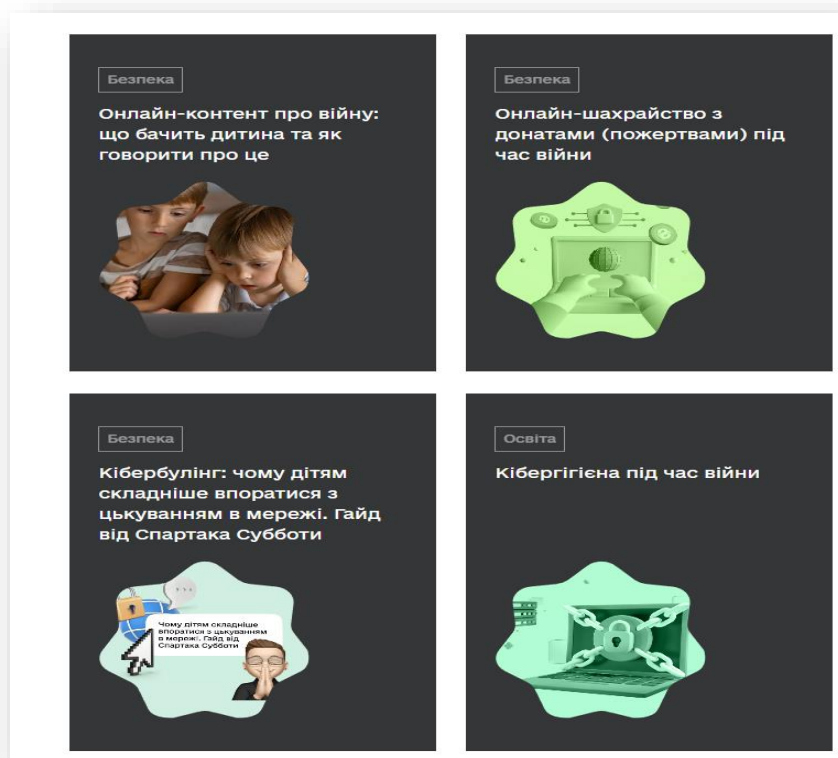 Безпека
Онлайн-контент про війну:
що бачить дитина та як
говорити про це
Безпека
Онлайн-шахрайство з
донатами (пожертвами) під
час війни
Безпека
Кібербулінг: чому дітям
складніше впоратися з
цькуванням в мережі. Гайд
від Спартака Субботи
Чому дітям складніше
впоратися з цькуванням
в мережі. Гайд від
Спартака Субботи
Освіта
Кібергігієна під час війни